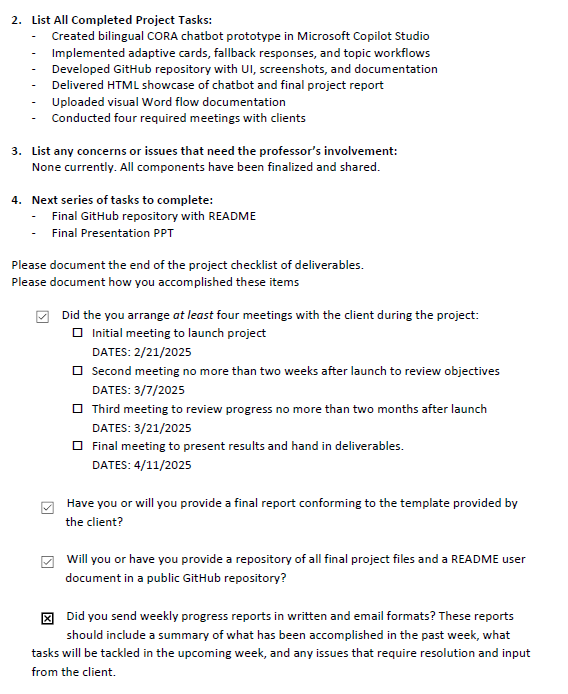 2. List All Completed Project Tasks:
- Created bilingual CORA chatbot prototype in Microsoft Copilot Studio
- Implemented adaptive cards, fallback responses, and topic workflows
- Developed GitHub repository with UI, screenshots, and documentation
- Delivered HTML showcase of chatbot and final project report
- Uploaded visual Word flow documentation
- Conducted four required meetings with clients
3. List any concerns or issues that need the professor's involvement:
None currently. All components have been finalized and shared.
4. Next series of tasks to complete:
- Final GitHub repository with README
- Final Presentation PPT
Please document the end of the project checklist of deliverables.
Please document how you accomplished these items
☑ Did the you arrange at least four meetings with the client during the project:
☐ Initial meeting to launch project
DATES: 2/21/2025
☐ Second meeting no more than two weeks after launch to review objectives
DATES: 3/7/2025
☐ Third meeting to review progress no more than two months after launch
DATES: 3/21/2025
☐ Final meeting to present results and hand in deliverables.
DATES: 4/11/2025
☑ Have you or will you provide a final report conforming to the template provided by
the client?
☑ Will you or have you provide a repository of all final project files and a README user
document in a public GitHub repository?
☒ Did you send weekly progress reports in written and email formats? These reports
should include a summary of what has been accomplished in the past week, what
tasks will be tackled in the upcoming week, and any issues that require resolution and input
from the client.